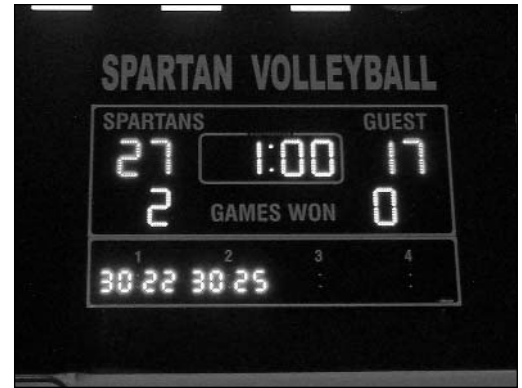 SPARTAN VOLLEYBALL
SPARTANS GUEST
27 1:00 17
2 GAMES WON 0
1 2 3 4
30:22 30:25 : :